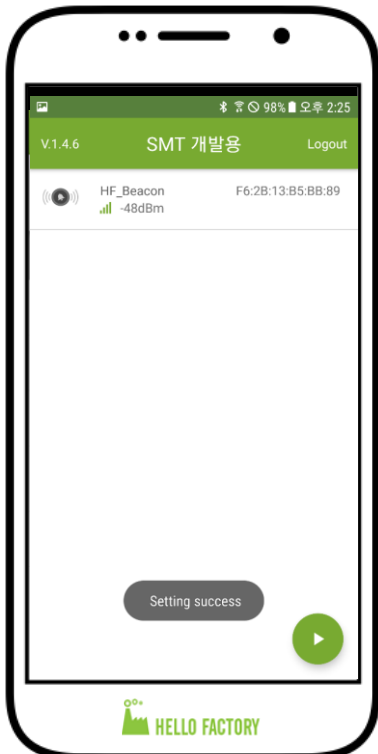 98% 오후 2:25
V.1.4.6 SMT 개발용 Logout
HF_Beacon F6:2B:13:B5:BB:89
-48dBm
Setting success
HELLO FACTORY